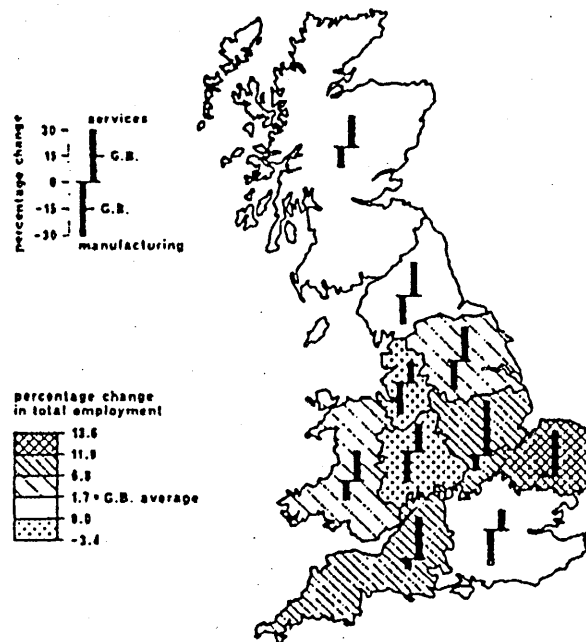 percentage change
services
30
15
G.B.
0
-15
G.B.
-30
manufacturing
percentage change
in total employment
13.6
11.9
6.8
1.7 = G.B. average
0.0
-3.4